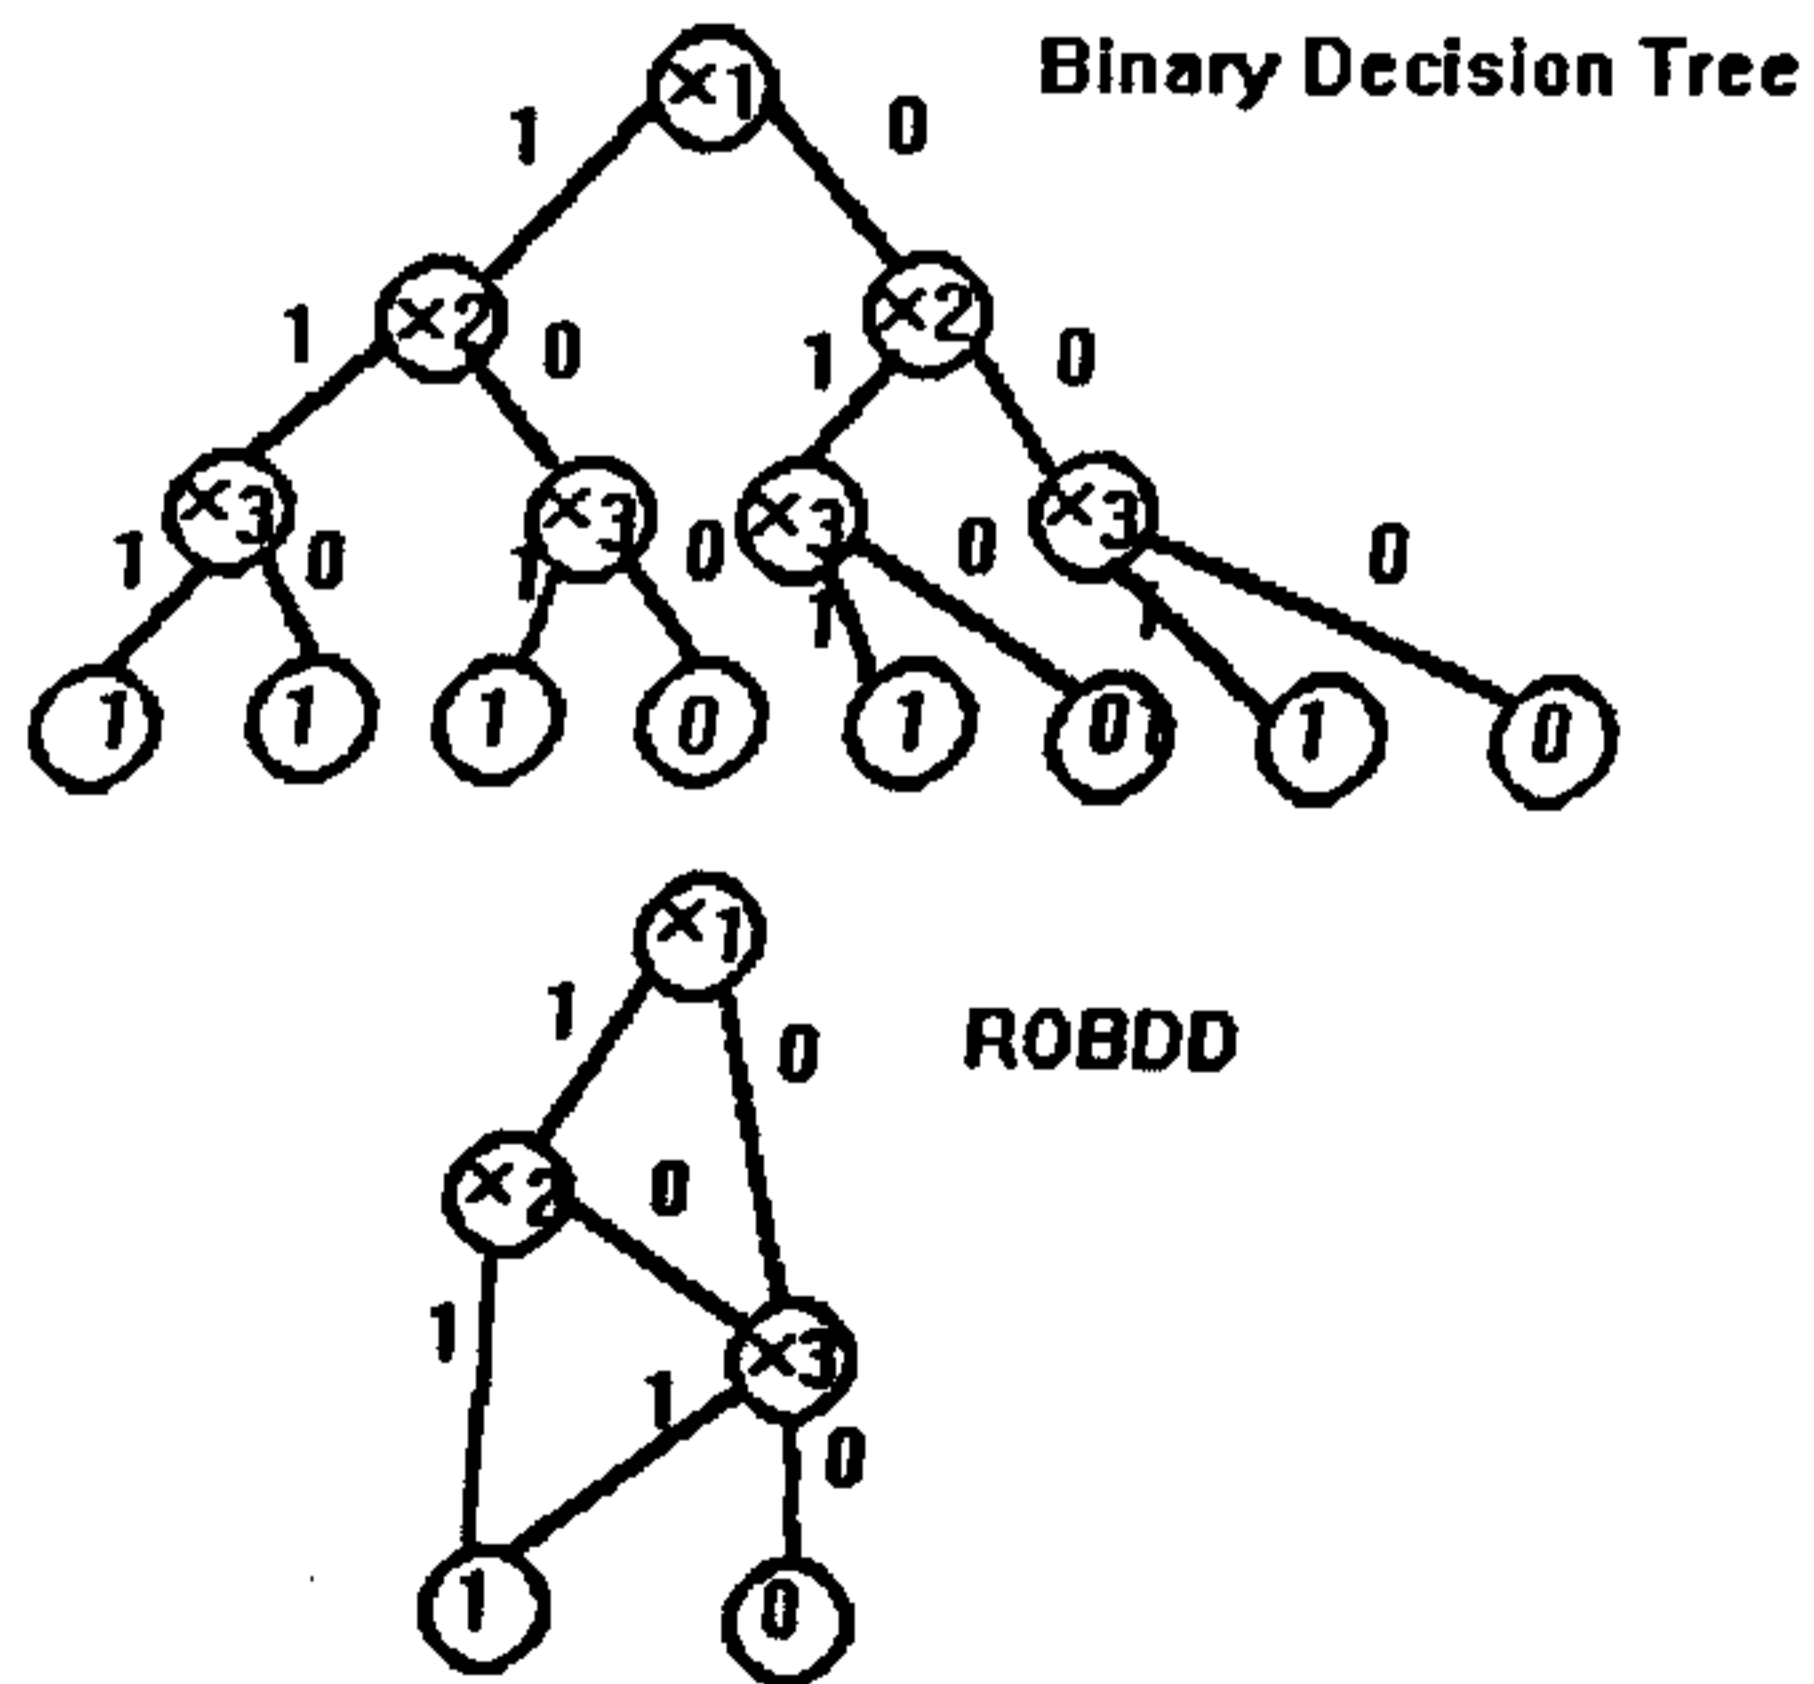 x1 Binary Decision Tree
1 0
x2 x2
1 0 1 0
x3 x3 x3 x3
1 0 1 0 1 0 1 0
1 1 1 0 1 0 1 0
x1
1 0 ROBDD
x2 0
1 x3
1 0
1 0